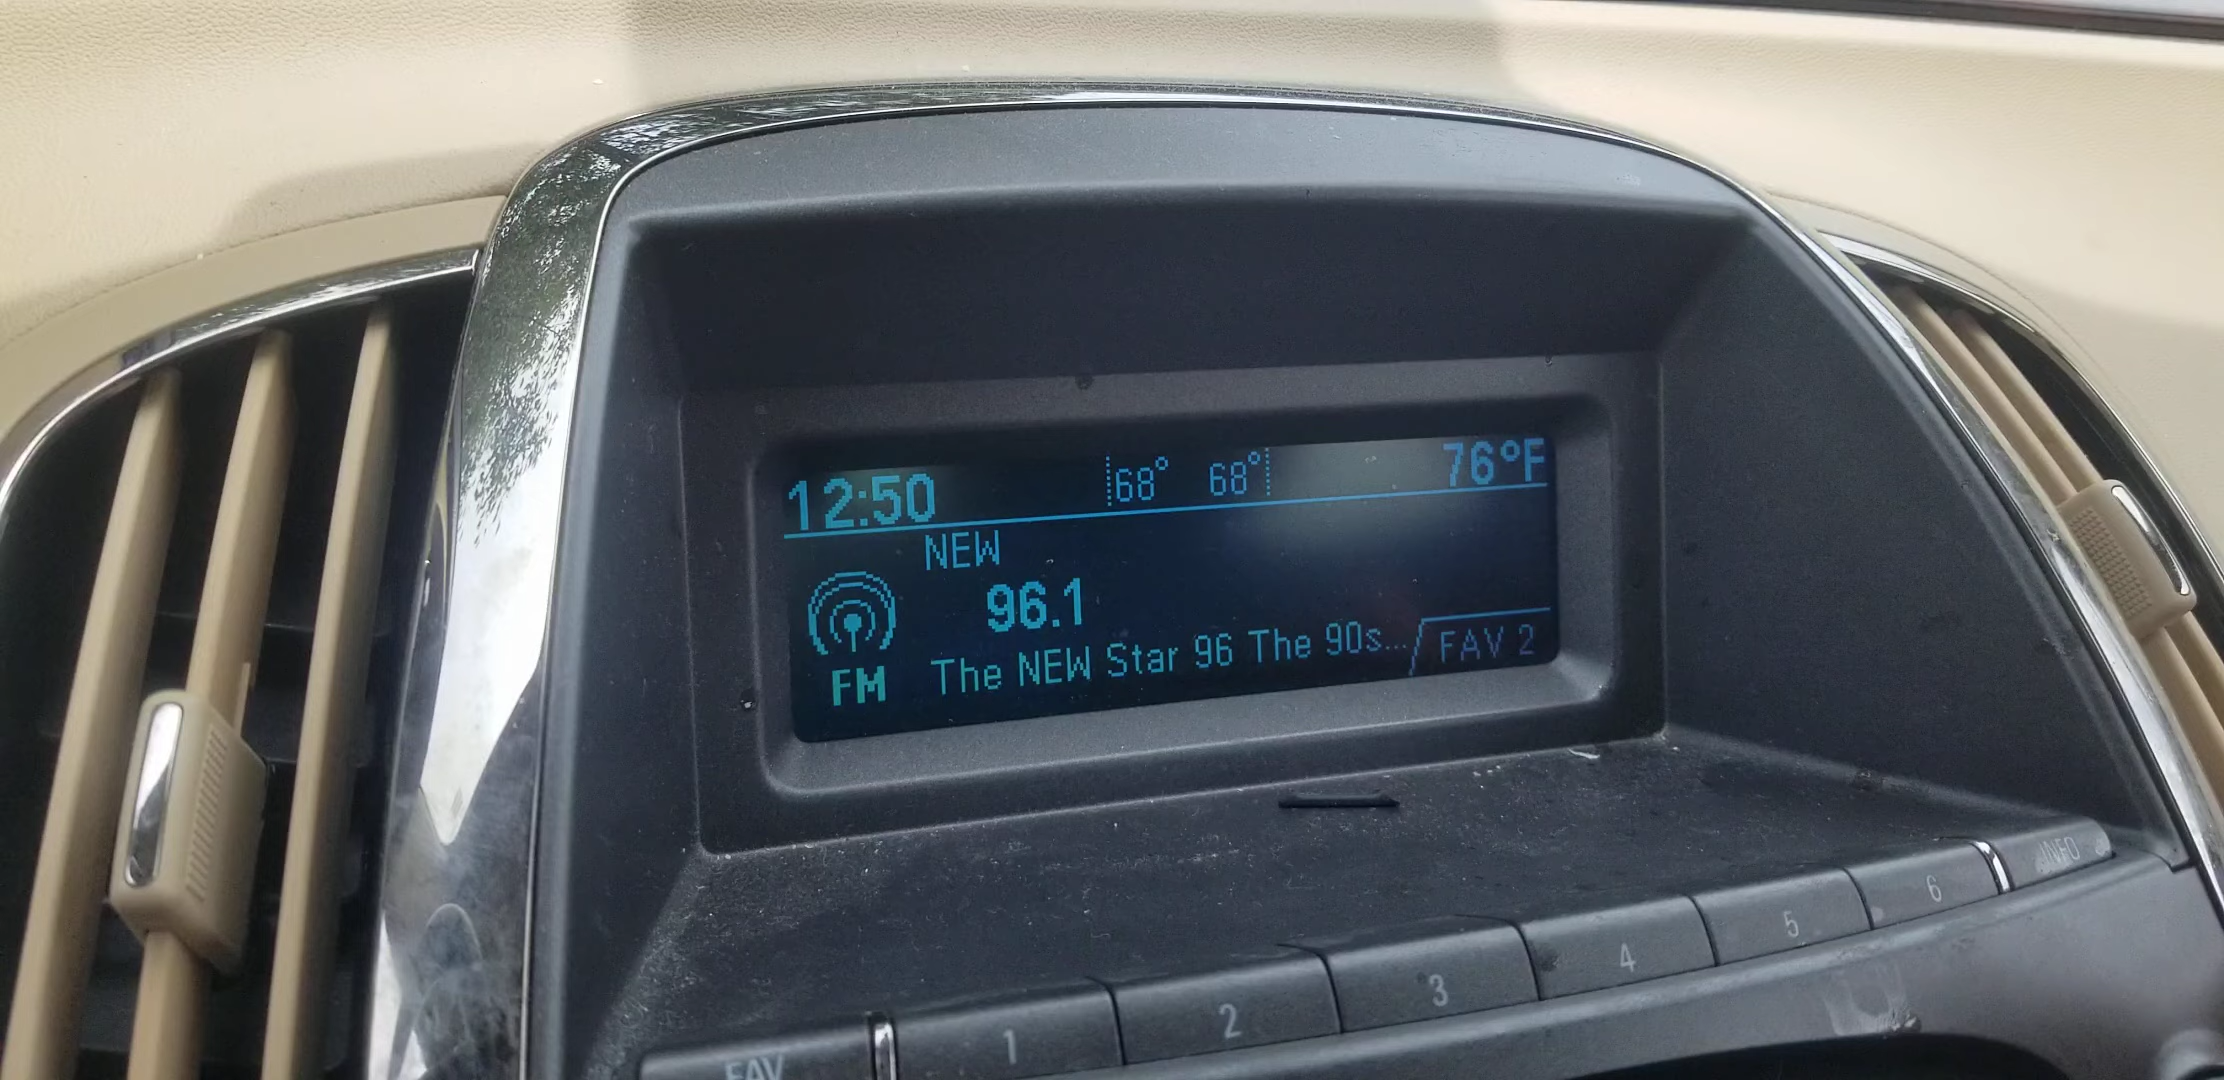 12:50 68° 68° 76°F
NEW
96.1
FM The NEW Star 96 The 90s... FAV 2
FAV 1 2 3 4 5 6 INFO